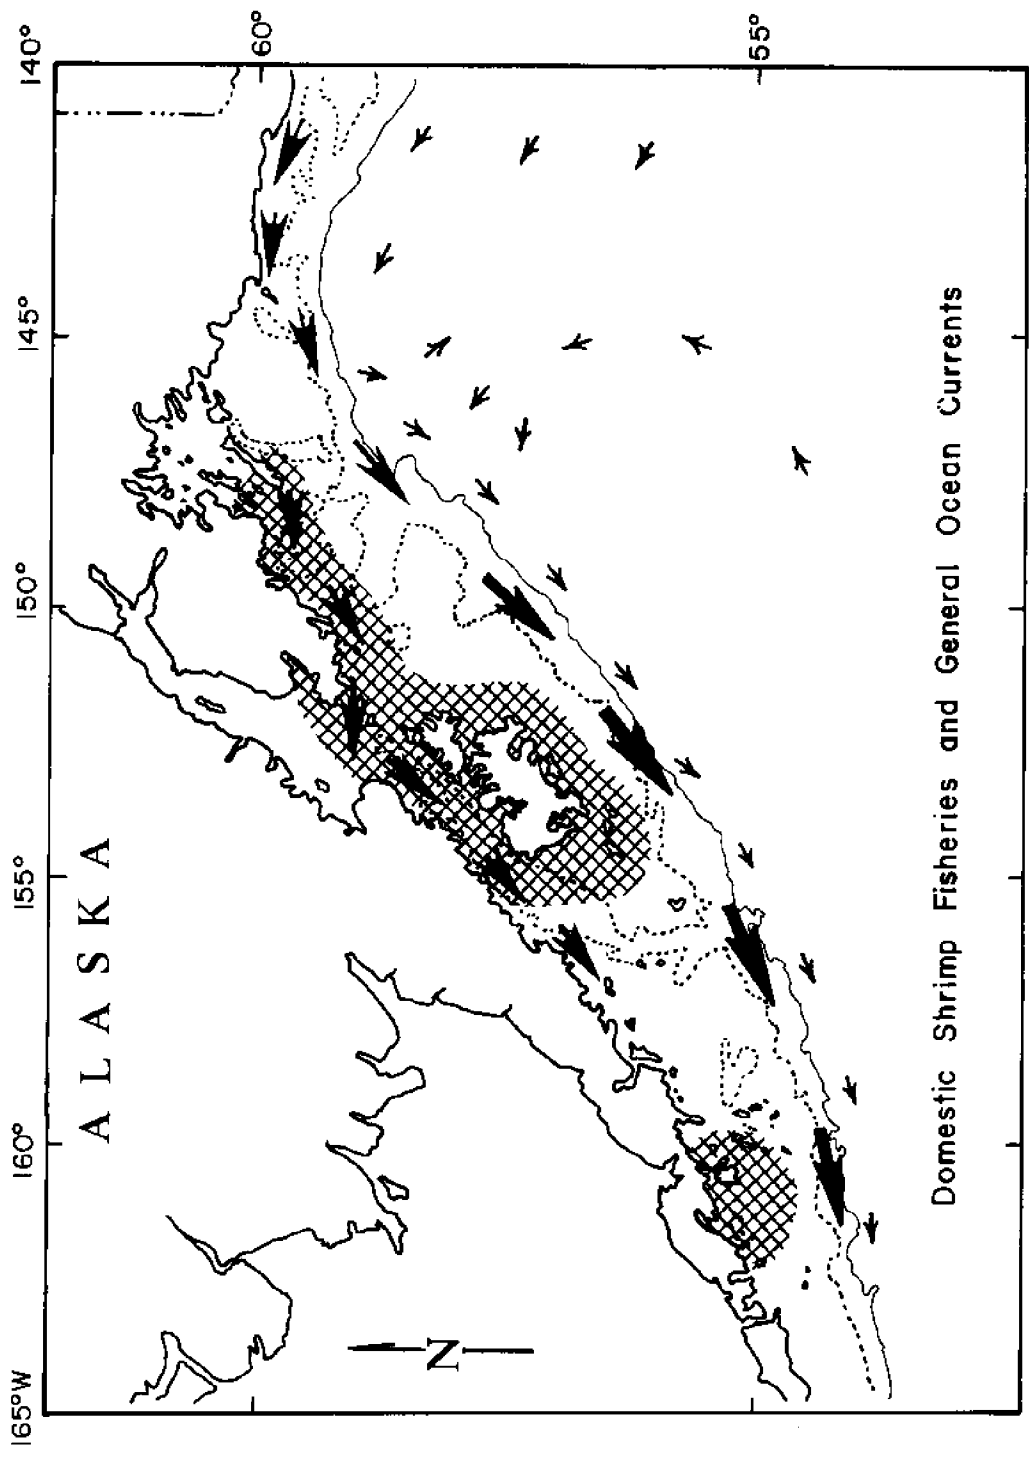 165°W
160°
155°
150°
145°
140°
60°
55°
A L A S K A
N
Domestic Shrimp Fisheries and General Ocean Currents